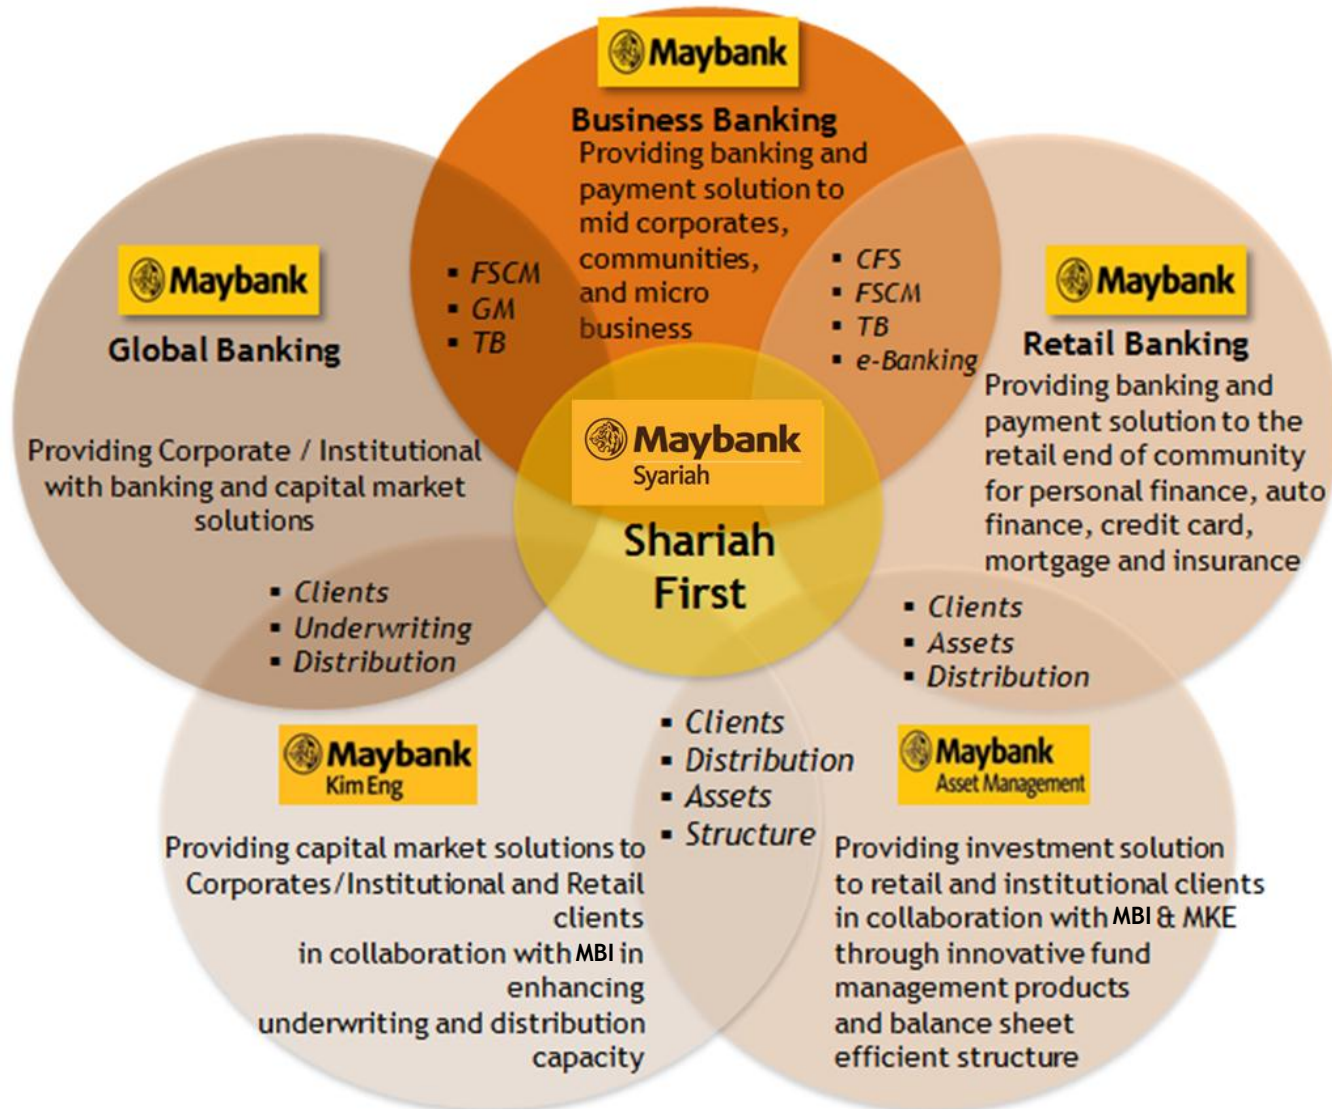 Maybank
Business Banking
Providing banking and
payment solution to
mid corporates,
communities,
and micro
business
Maybank
Global Banking
Providing Corporate / Institutional
with banking and capital market
solutions
▪ FSCM
▪ GM
▪ TB
▪ CFS
▪ FSCM
▪ TB
▪ e-Banking
Maybank
Retail Banking
Providing banking and
payment solution to the
retail end of community
for personal finance, auto
finance, credit card,
mortgage and insurance
Maybank
Syariah
Shariah
First
▪ Clients
▪ Underwriting
▪ Distribution
▪ Clients
▪ Assets
▪ Distribution
Maybank
Kim Eng
Providing capital market solutions to
Corporates/Institutional and Retail
clients
in collaboration with MBI in
enhancing
underwriting and distribution
capacity
▪ Clients
▪ Distribution
▪ Assets
▪ Structure
Maybank
Asset Management
Providing investment solution
to retail and institutional clients
in collaboration with MBI & MKE
through innovative fund
management products
and balance sheet
efficient structure